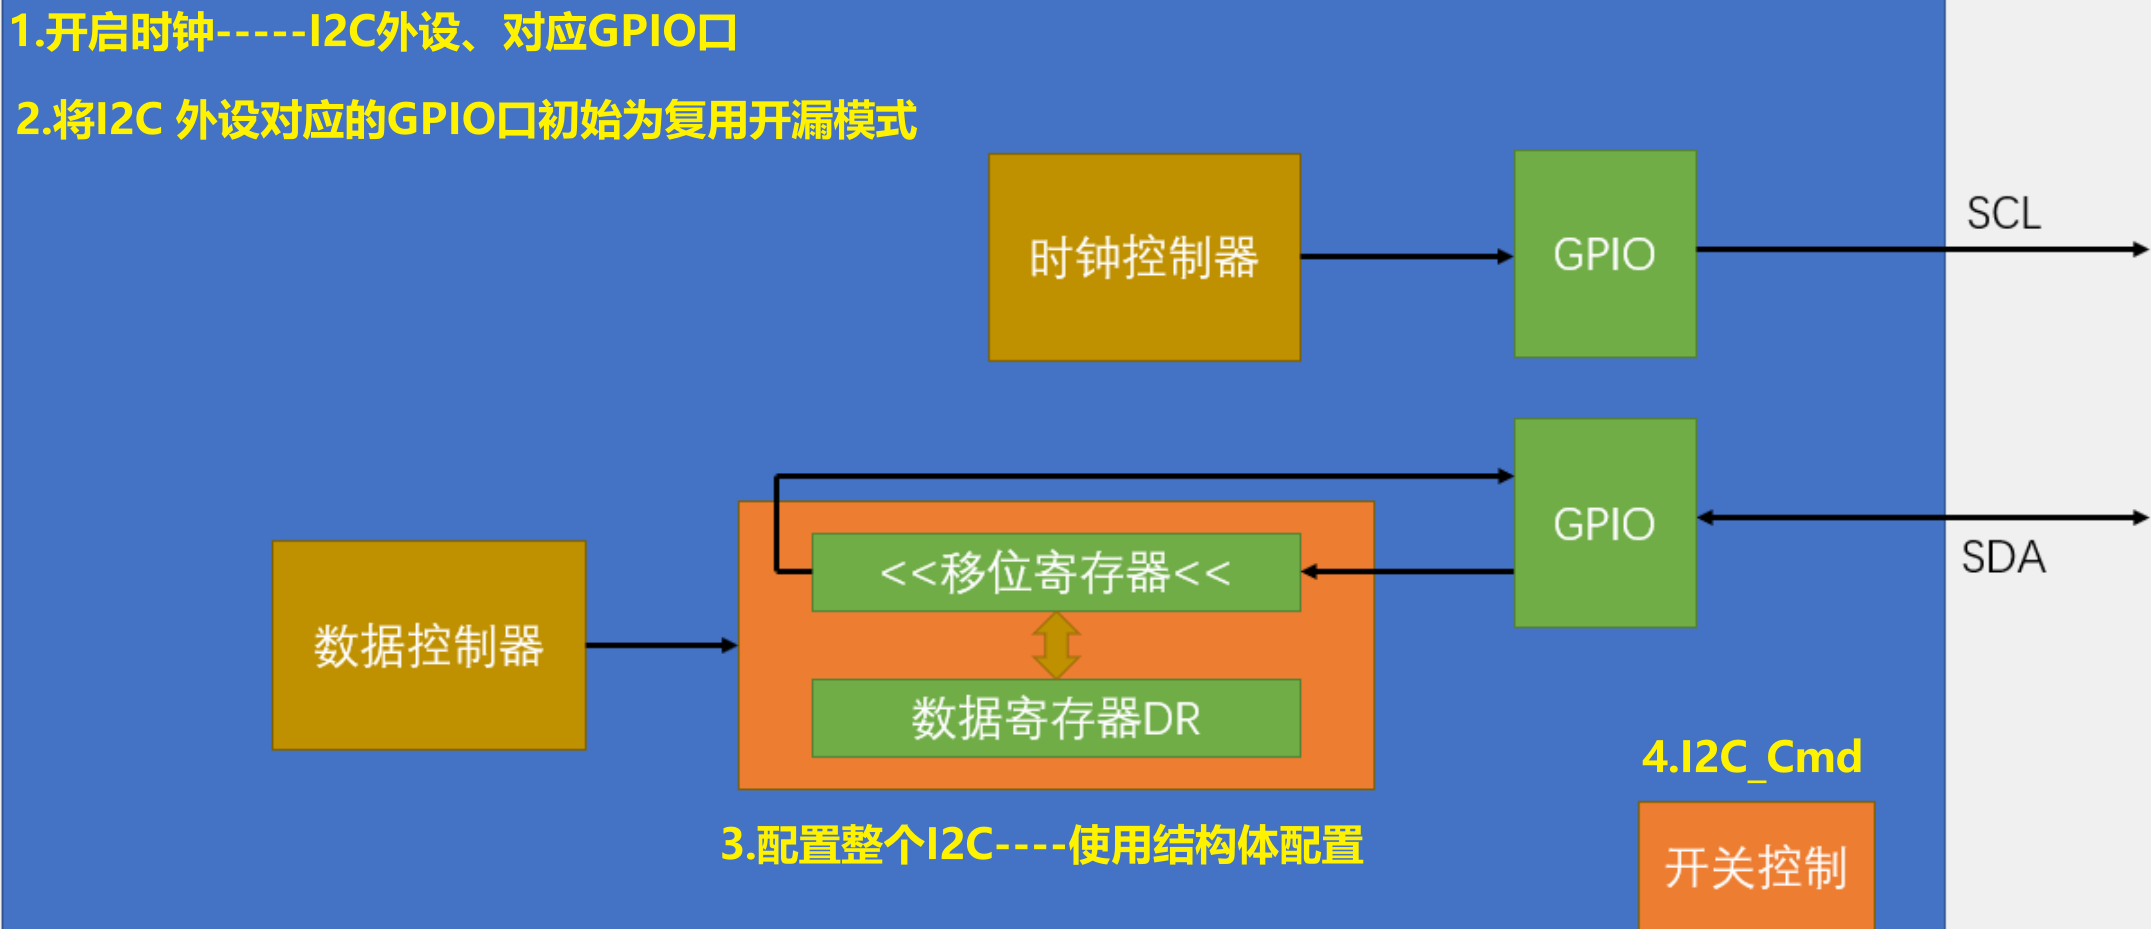 1.开启时钟-----I2C外设、对应GPIO口
2.将I2C 外设对应的GPIO口初始为复用开漏模式
时钟控制器
GPIO
SCL
GPIO
SDA
<<移位寄存器<<
数据控制器
数据寄存器DR
4.I2C_Cmd
3.配置整个I2C----使用结构体配置
开关控制